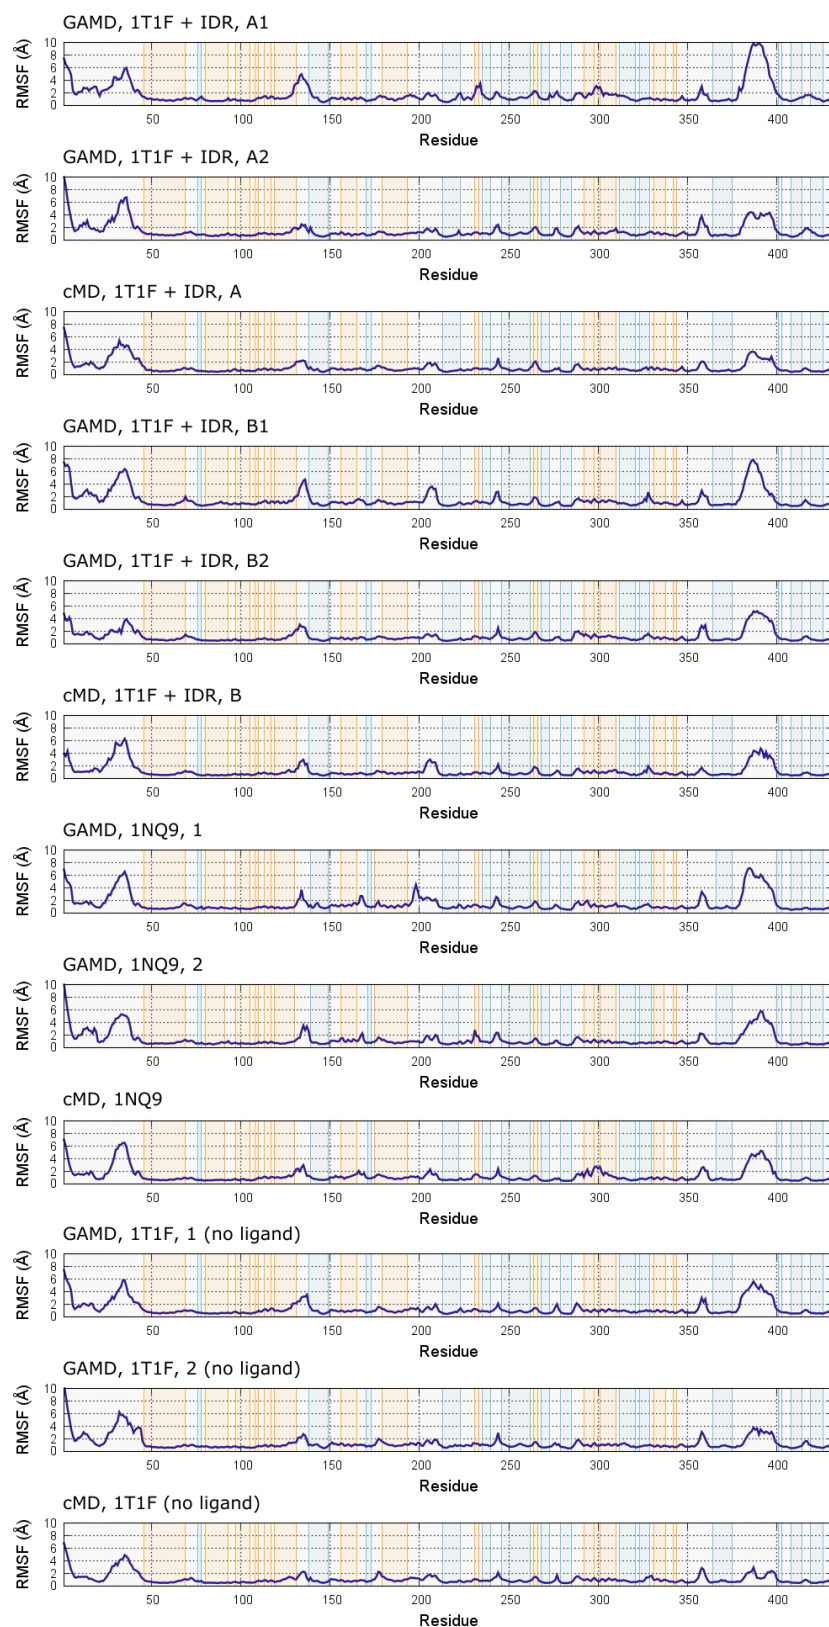 GAMD, 1T1F + IDR, A1
RMSF (Å)
10
8
6
4
2
0
50 100 150 200 250 300 350 400
Residue
GAMD, 1T1F + IDR, A2
RMSF (Å)
10
8
6
4
2
0
50 100 150 200 250 300 350 400
Residue
cMD, 1T1F + IDR, A
RMSF (Å)
10
8
6
4
2
0
50 100 150 200 250 300 350 400
Residue
GAMD, 1T1F + IDR, B1
RMSF (Å)
10
8
6
4
2
0
50 100 150 200 250 300 350 400
Residue
GAMD, 1T1F + IDR, B2
RMSF (Å)
10
8
6
4
2
0
50 100 150 200 250 300 350 400
Residue
cMD, 1T1F + IDR, B
RMSF (Å)
10
8
6
4
2
0
50 100 150 200 250 300 350 400
Residue
GAMD, 1NQ9, 1
RMSF (Å)
10
8
6
4
2
0
50 100 150 200 250 300 350 400
Residue
GAMD, 1NQ9, 2
RMSF (Å)
10
8
6
4
2
0
50 100 150 200 250 300 350 400
Residue
cMD, 1NQ9
RMSF (Å)
10
8
6
4
2
0
50 100 150 200 250 300 350 400
Residue
GAMD, 1T1F, 1 (no ligand)
RMSF (Å)
10
8
6
4
2
0
50 100 150 200 250 300 350 400
Residue
GAMD, 1T1F, 2 (no ligand)
RMSF (Å)
10
8
6
4
2
0
50 100 150 200 250 300 350 400
Residue
cMD, 1T1F (no ligand)
RMSF (Å)
10
8
6
4
2
0
50 100 150 200 250 300 350 400
Residue